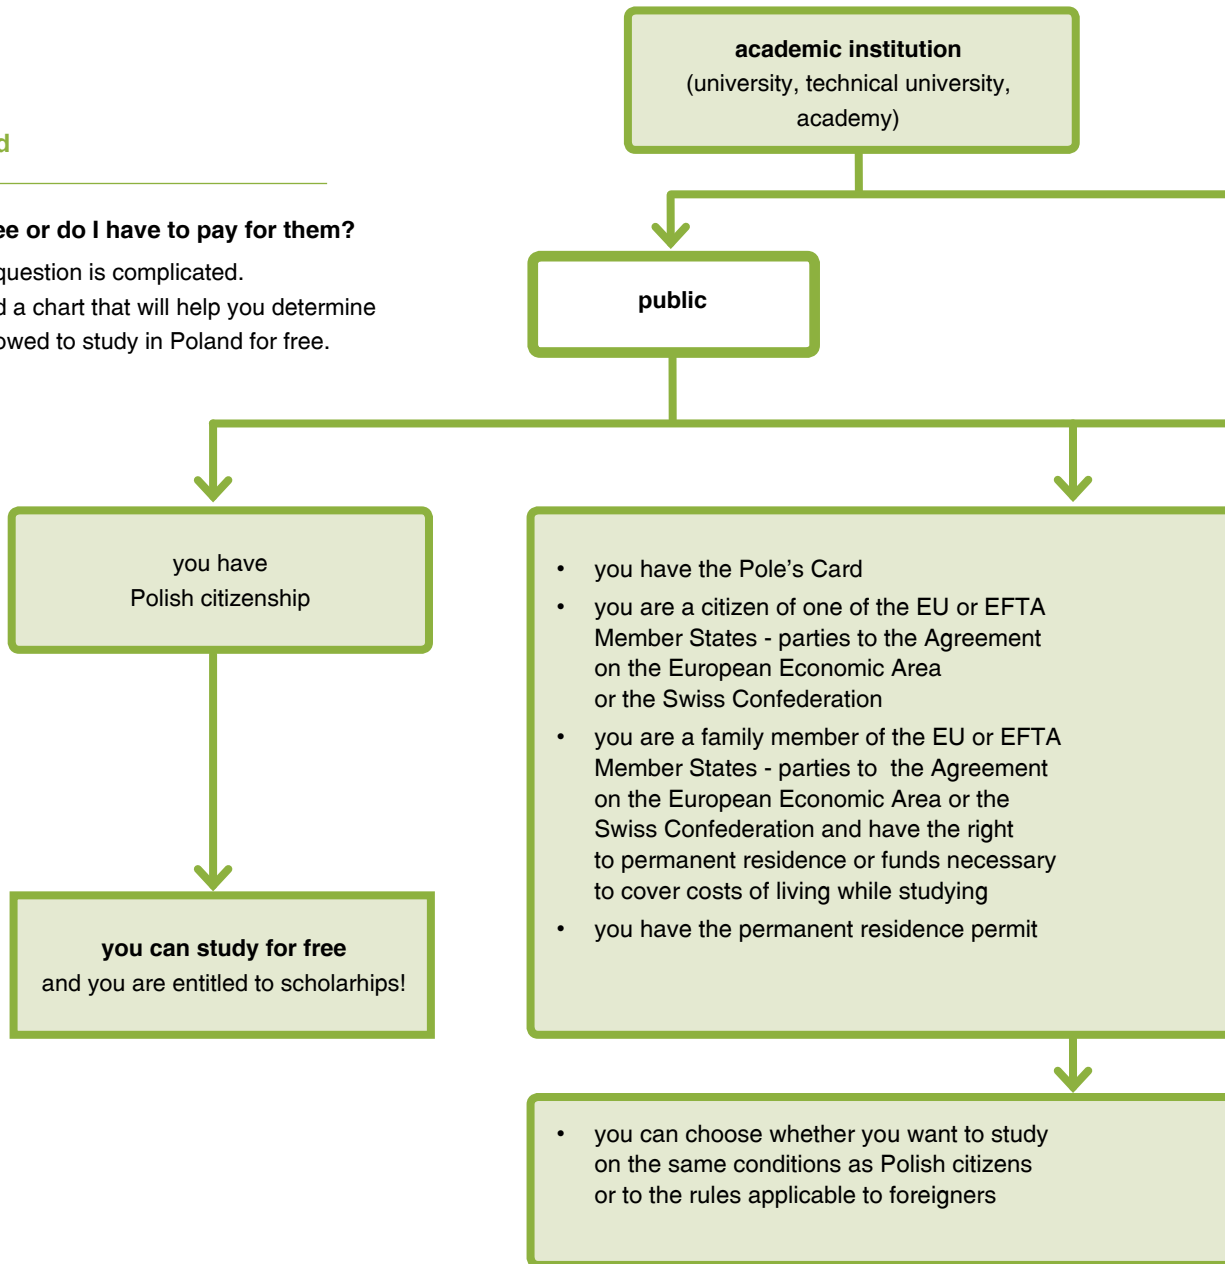 academic institution
(university, technical university,
academy)
d
ee or do I have to pay for them?
question is complicated.
d a chart that will help you determine
owed to study in Poland for free.
public
you have
Polish citizenship
you can study for free
and you are entitled to scholarhips!
• you have the Pole's Card
• you are a citizen of one of the EU or EFTA
Member States - parties to the Agreement
on the European Economic Area
or the Swiss Confederation
• you are a family member of the EU or EFTA
Member States - parties to the Agreement
on the European Economic Area or the
Swiss Confederation and have the right
to permanent residence or funds necessary
to cover costs of living while studying
• you have the permanent residence permit
• you can choose whether you want to study
on the same conditions as Polish citizens
or to the rules applicable to foreigners